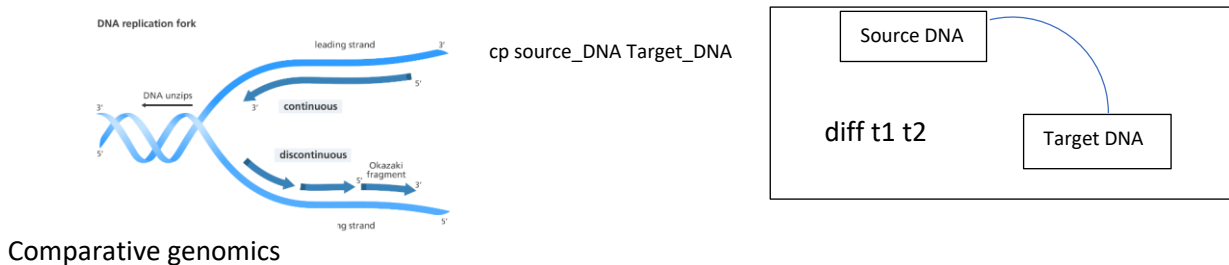 DNA replication fork
leading strand
3'
5'
3'
continuous
DNA unzips
3'
5'
discontinuous
Okazaki
fragment
5'
3'
ng strand
5'
cp source_DNA Target_DNA
Source DNA
diff t1 t2
Target DNA
Comparative genomics